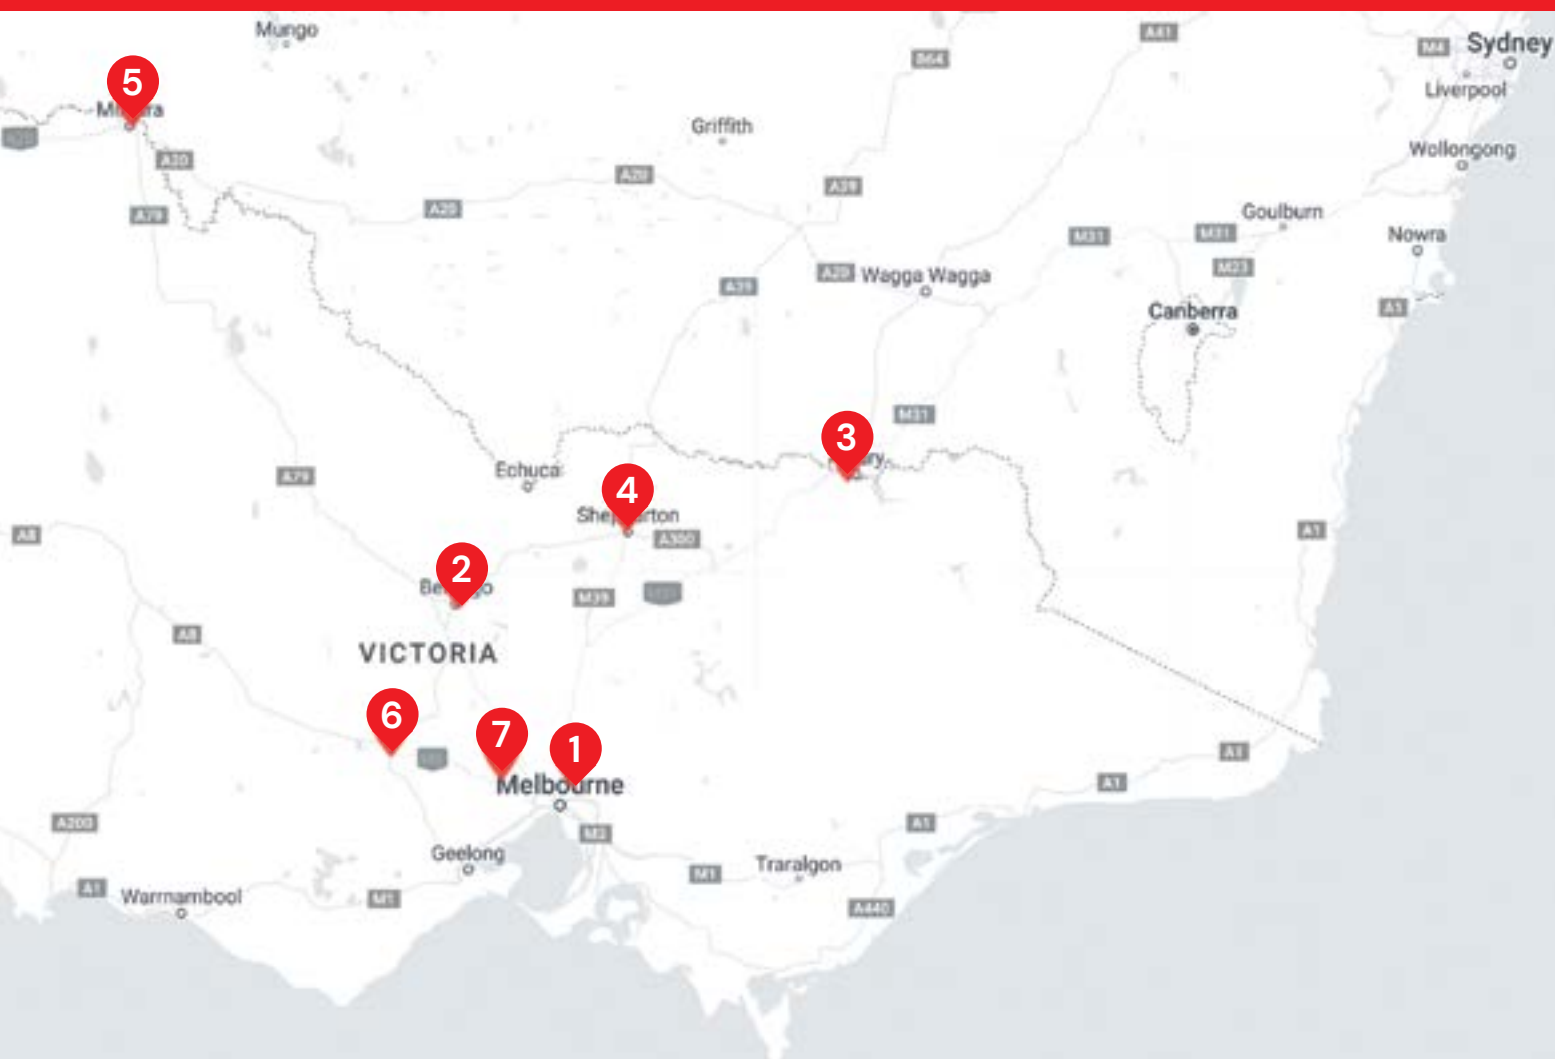 Mungo
A41
M4
Sydney
B64
5
Liverpool
Griffith
Wollongong
A20
A20
A39
A79
A20
Goulburn
M31
M31
Nowra
M23
A20
Wagga Wagga
A39
Canberra
A1
M31
3
Echuca
A79
4
A8
A300
A1
2
M39
A8
VICTORIA
6
7
1
Melbourne
A1
A1
A200
M3
A1
Geelong
M1
Traralgon
A1
Warrnambool
M1
A440